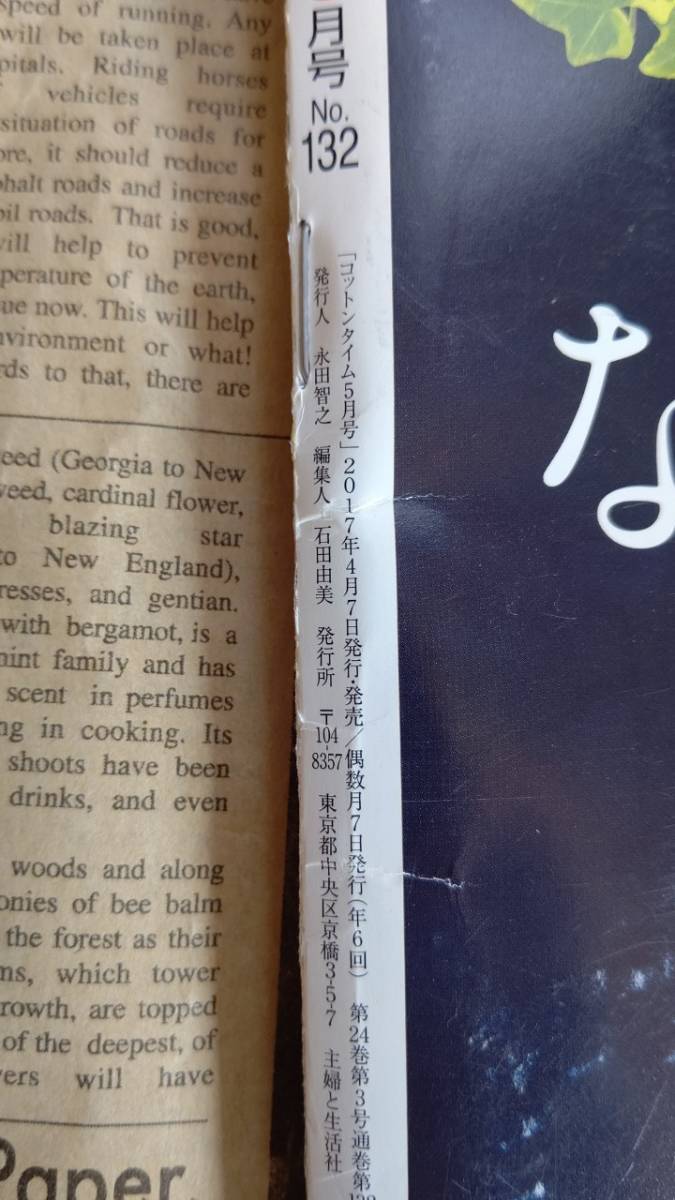 speed of running. Any
will be taken place at
pitals. Riding horses
vehicles require
situation of roads for
ore, it should reduce a
phalt roads and increase
oil roads. That is good,
will help to prevent
perature of the earth,
ue now. This will help
nvironment or what!
rds to that, there are
eed (Georgia to New
weed, cardinal flower,
blazing star
to New England),
resses, and gentian.
with bergamot, is a
mint family and has
scent in perfumes
ng in cooking. Its
shoots have been
drinks, and even
woods and along
onies of bee balm
the forest as their
ms, which tower
rowth, are topped
of the deepest, of
vers will have
Paper.
月号 No. 132
「コットンタイム5月号」2017年4月7日発行・発売/偶数月7日発行(年6回) 第24巻第3号通巻第
発行人 永田智之 編集人 石田由美 発行所 〒104-8357 東京都中央区京橋3-5-7 主婦と生活社
な